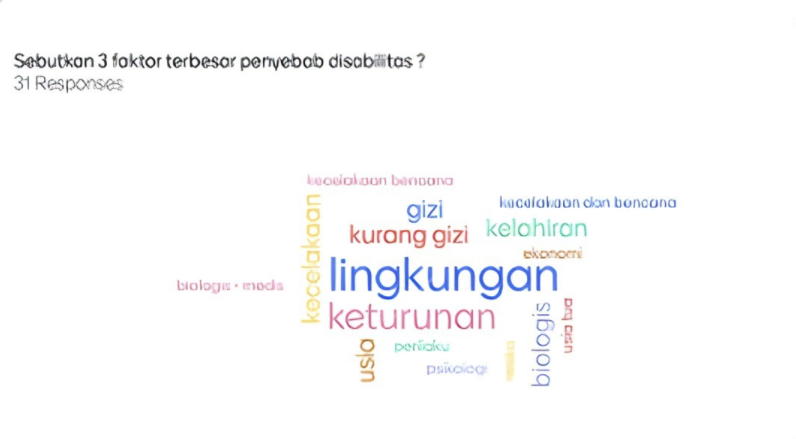 Sebutkan 3 faktor terbesar penyebab disabilitas ?
31 Responses
kecelakaan bencana
kecelakaan
gizi
kecelakaan dan bencana
kurang gizi
kelahiran
ekonomi
lingkungan
biologis - medis
keturunan
biologis
usia tua
usia
perilaku
psikologi